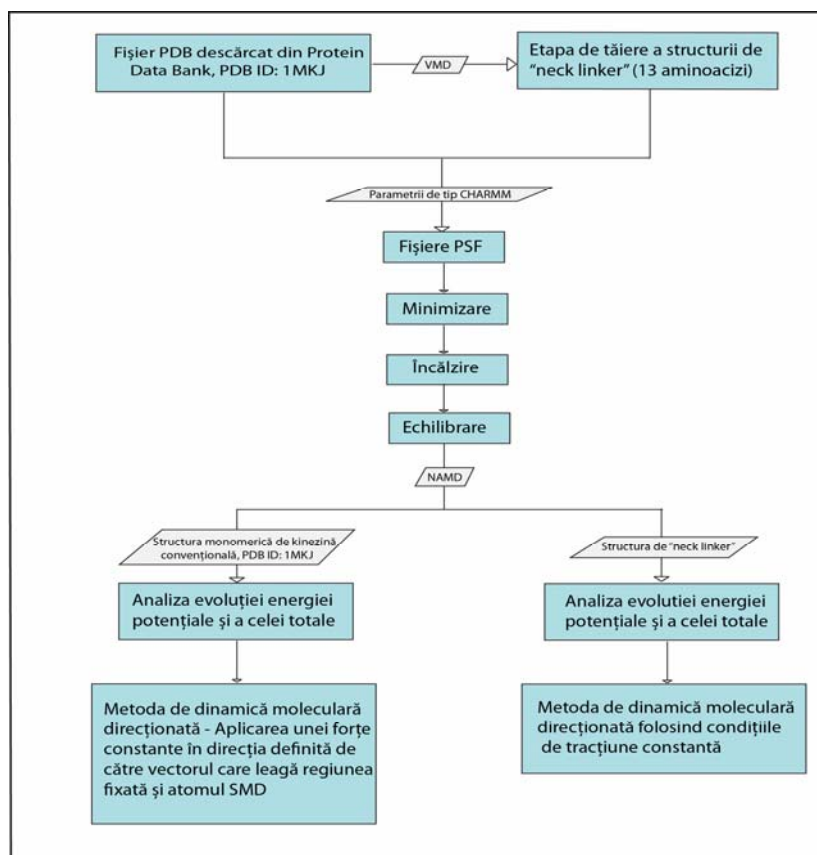 Fişier PDB descărcat din Protein
Data Bank, PDB ID: 1MKJ
VMD
Etapa de tăiere a structurii de
“neck linker” (13 aminoacizi)
Parametrii de tip CHARMM
Fişiere PSF
Minimizare
Încălzire
Echilibrare
NAMD
Structura monomerică de kinezină
convenţională, PDB ID: 1MKJ
Structura de “neck linker”
Analiza evoluţiei energiei
potenţiale şi a celei totale
Analiza evolutiei energiei
potenţiale şi a celei totale
Metoda de dinamică moleculară
direcţionată - Aplicarea unei forţe
constante în direcţia definită de
către vectorul care leagă regiunea
fixată şi atomul SMD
Metoda de dinamică moleculară
direcţionată folosind condiţiile
de tracţiune constantă